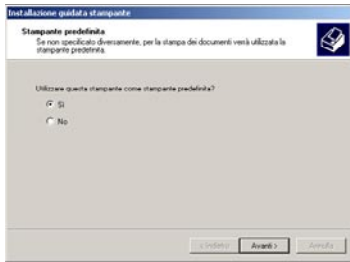 Installazione guidata stampante
Stampante predefinita
Se non specificato diversamente, per la stampa dei documenti verrà utilizzata la
stampante predefinita.
Utilizzare questa stampante come stampante predefinita?
Sì
No
< Indietro
Avanti >
Annulla